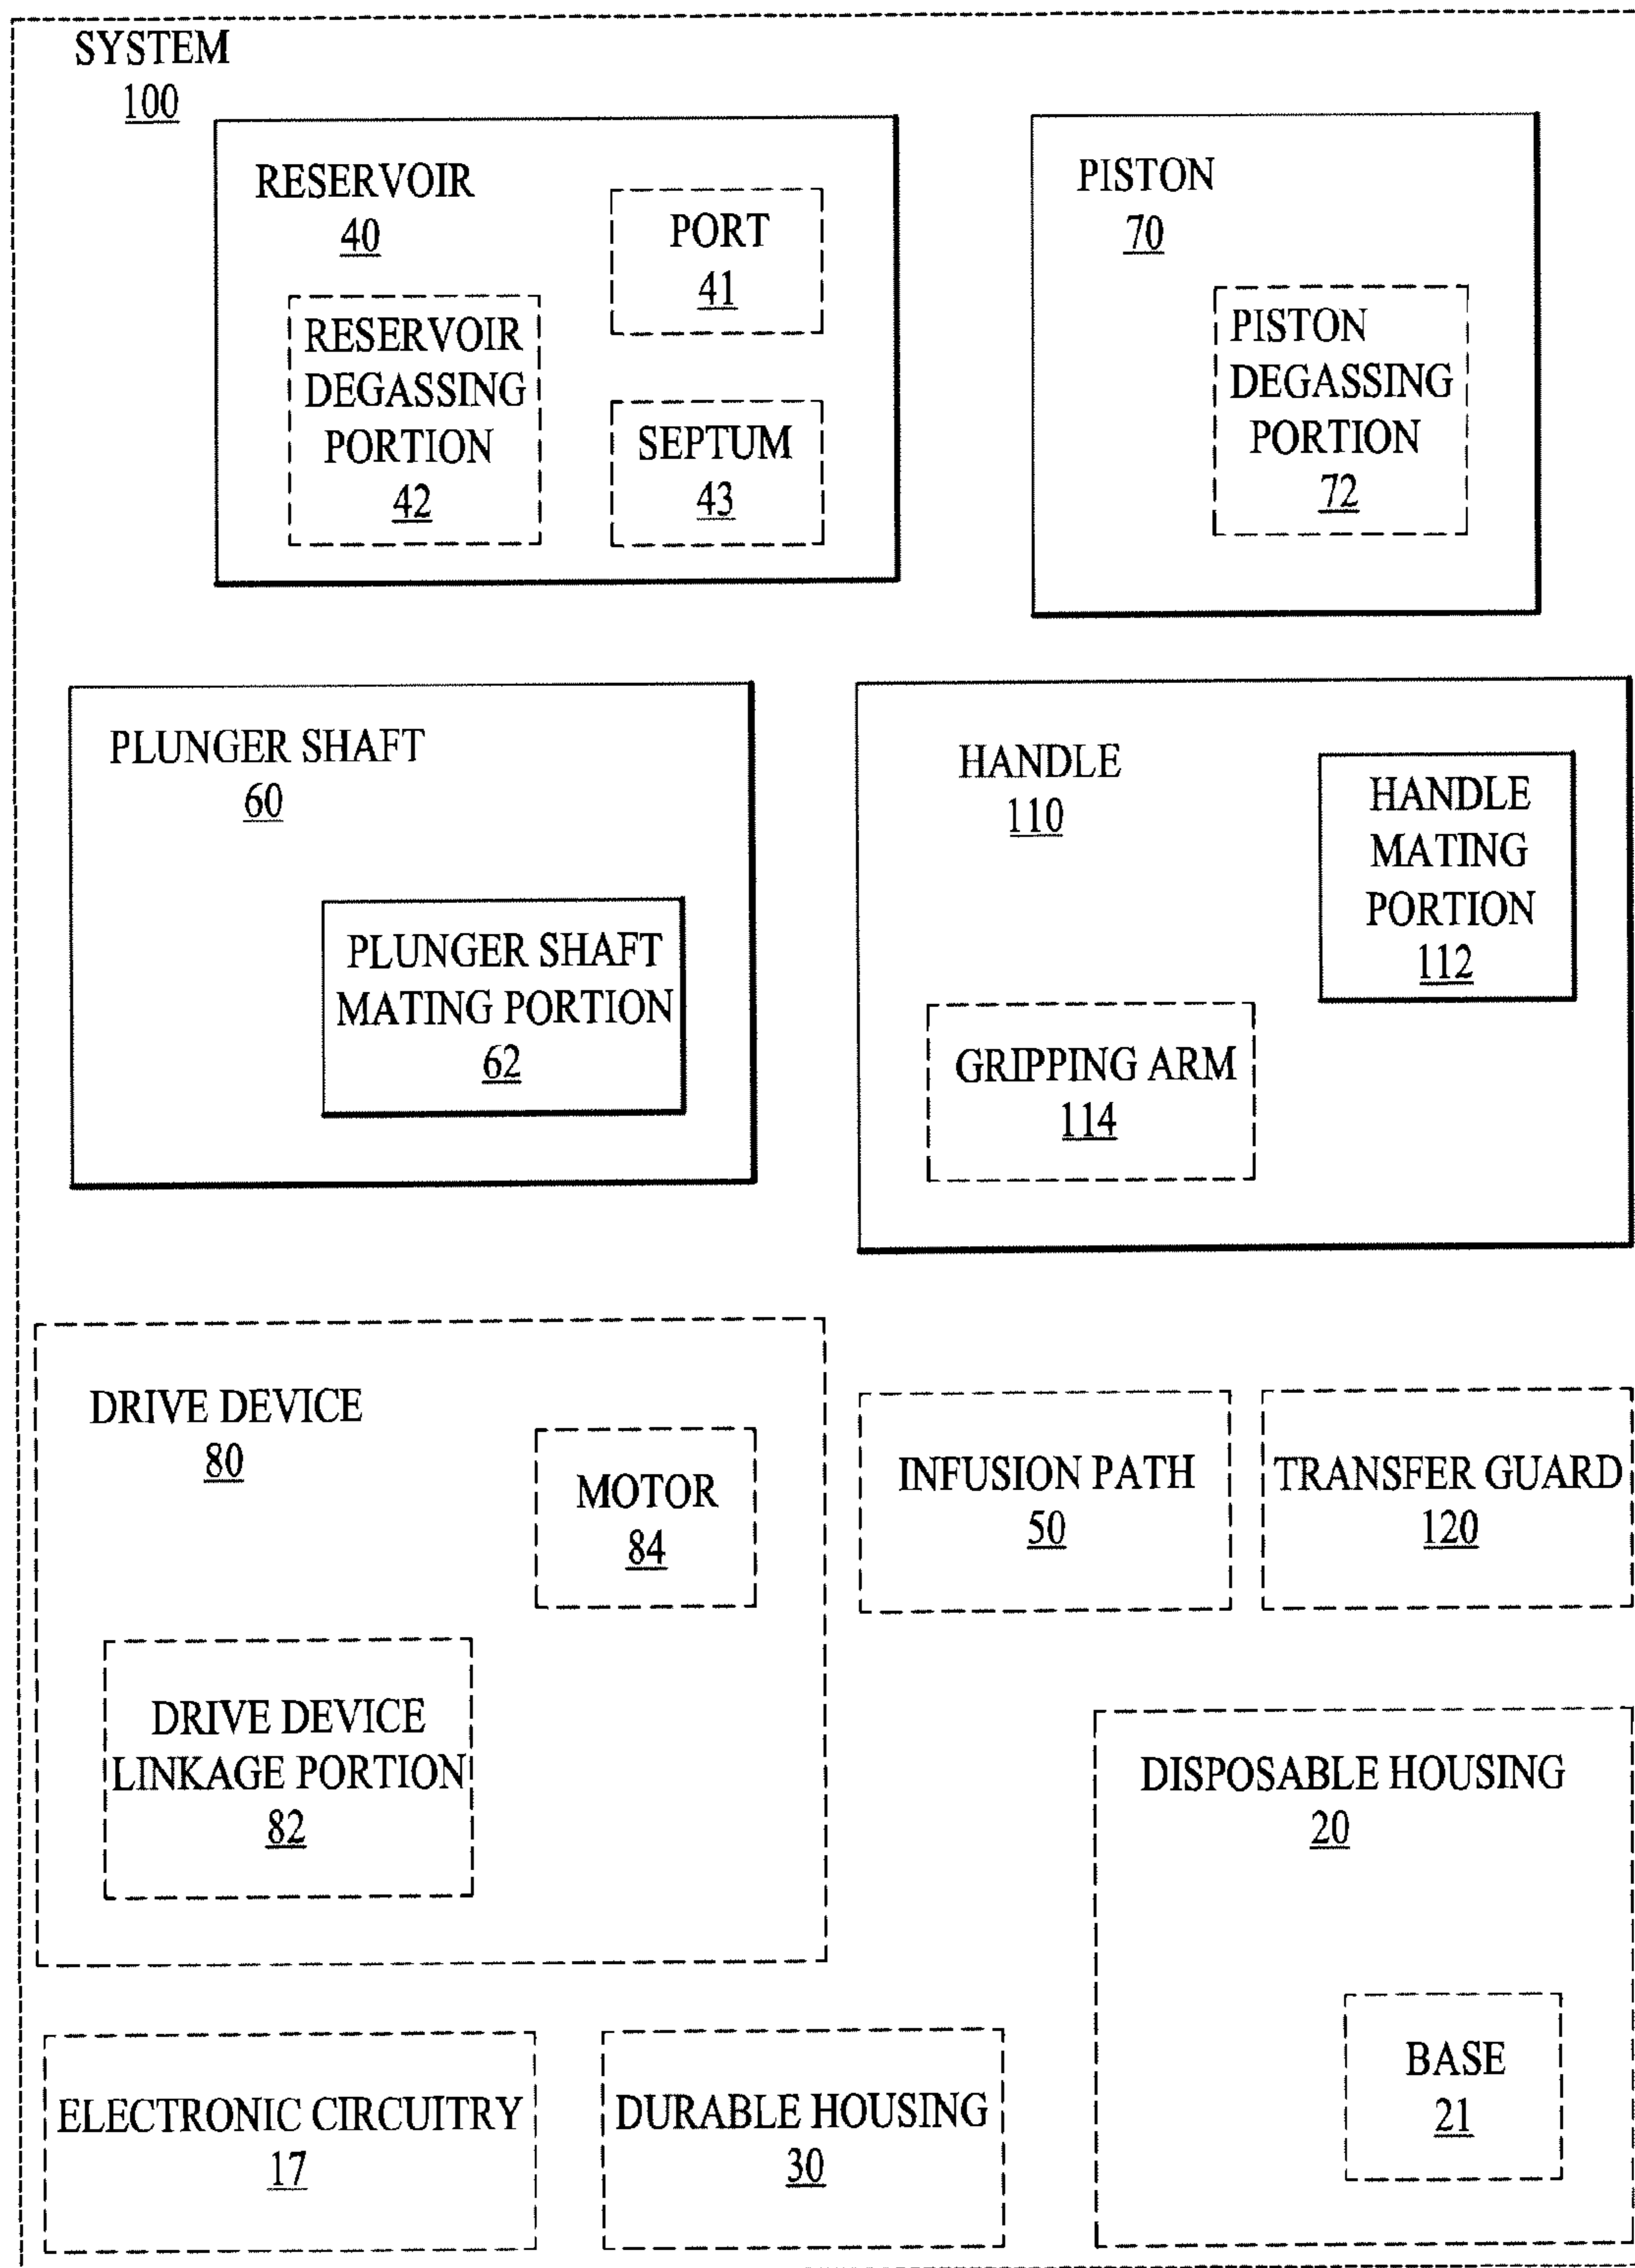 SYSTEM
100
RESERVOIR
40
PORT
41
RESERVOIR
DEGASSING
PORTION
42
SEPTUM
43
PISTON
70
PISTON
DEGASSING
PORTION
72
PLUNGER SHAFT
60
PLUNGER SHAFT
MATING PORTION
62
HANDLE
110
HANDLE
MATING
PORTION
112
GRIPPING ARM
114
DRIVE DEVICE
80
MOTOR
84
DRIVE DEVICE
LINKAGE PORTION
82
INFUSION PATH
50
TRANSFER GUARD
120
DISPOSABLE HOUSING
20
BASE
21
ELECTRONIC CIRCUITRY
17
DURABLE HOUSING
30